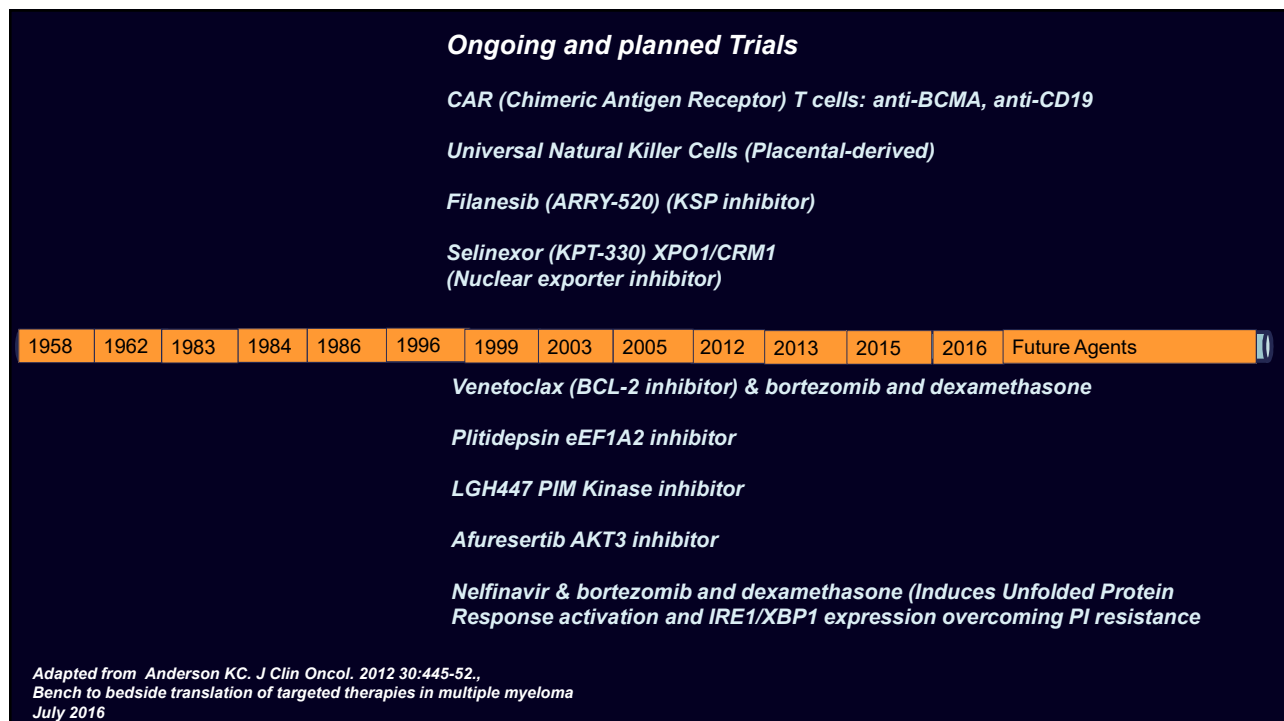 Ongoing and planned Trials
CAR (Chimeric Antigen Receptor) T cells: anti-BCMA, anti-CD19
Universal Natural Killer Cells (Placental-derived)
Filanesib (ARRY-520) (KSP inhibitor)
Selinexor (KPT-330) XPO1/CRM1
(Nuclear exporter inhibitor)
1958 1962 1983 1984 1986 1996 1999 2003 2005 2012 2013 2015 2016 Future Agents
Venetoclax (BCL-2 inhibitor) & bortezomib and dexamethasone
Plitidepsin eEF1A2 inhibitor
LGH447 PIM Kinase inhibitor
Afuresertib AKT3 inhibitor
Nelfinavir & bortezomib and dexamethasone (Induces Unfolded Protein
Response activation and IRE1/XBP1 expression overcoming PI resistance
Adapted from Anderson KC. J Clin Oncol. 2012 30:445-52.,
Bench to bedside translation of targeted therapies in multiple myeloma
July 2016